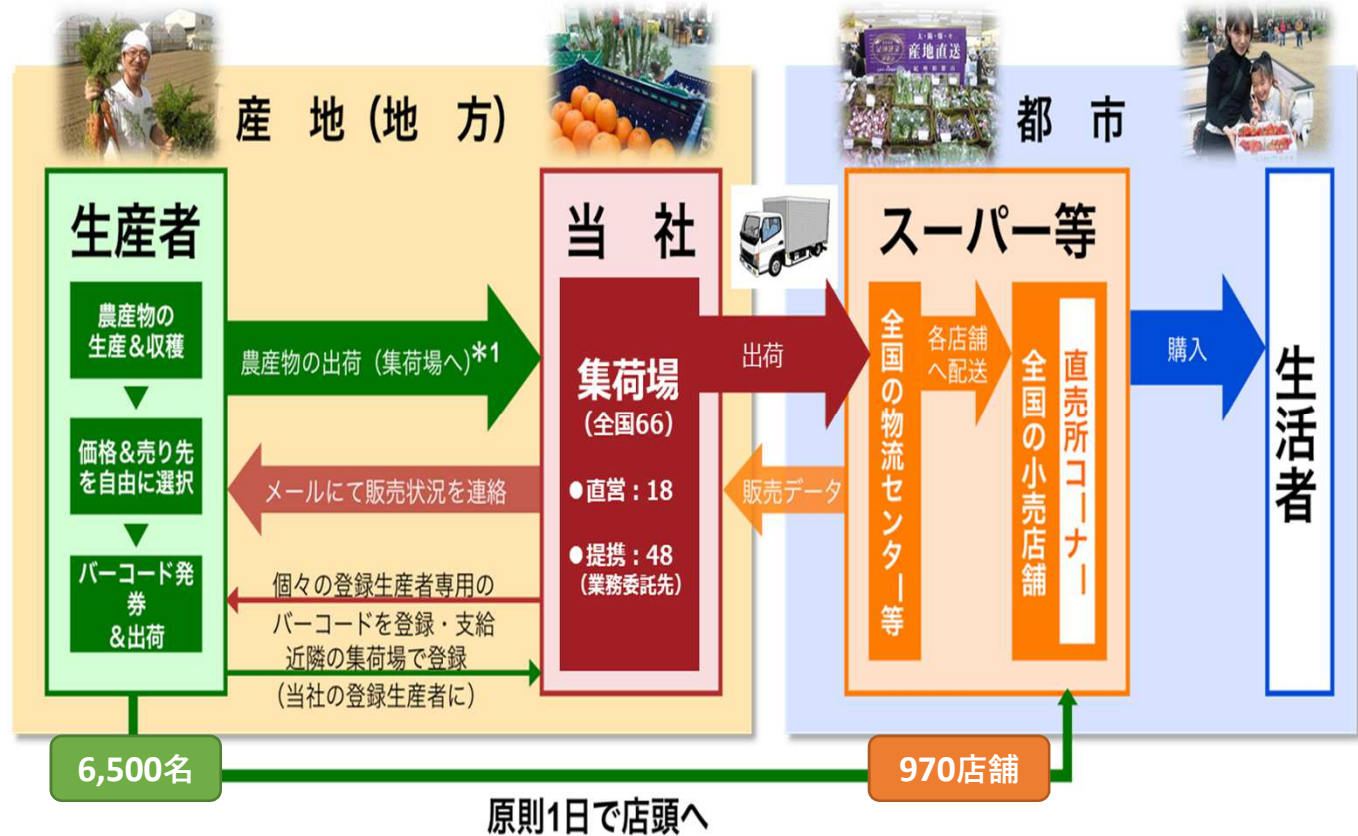 産 地(地 方)
都 市
産地直送
生産者
農産物の
生産&収穫
価格&売り先
を自由に選択
バーコード発
券
&出荷
農産物の出荷(集荷場へ)*1
メールにて販売状況を連絡
個々の登録生産者専用の
バーコードを登録・支給
近隣の集荷場で登録
(当社の登録生産者に)
当 社
集荷場
(全国66)
●直営:18
●提携:48
(業務委託先)
出荷
販売データ
スーパー等
全国の物流センター等
各店舗
へ配送
全国の小売店舗
直売所コーナー
購入
生活者
6,500名
970店舗
原則1日で店頭へ